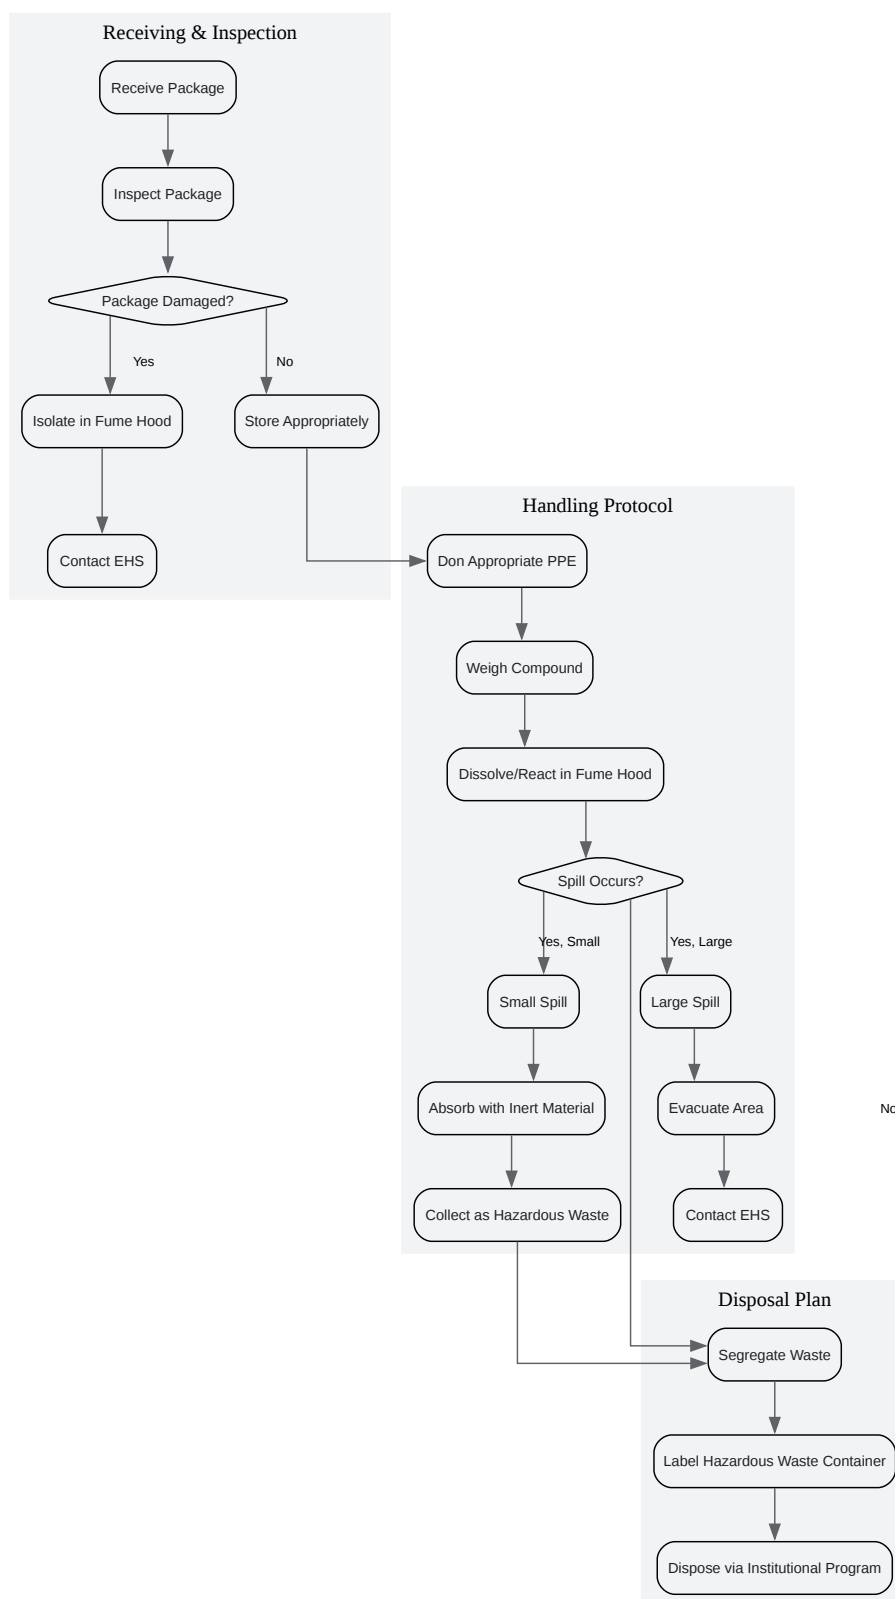 Receiving & Inspection
Receive Package
Inspect Package
Package Damaged?
Yes
No
Isolate in Fume Hood
Store Appropriately
Contact EHS
Handling Protocol
Don Appropriate PPE
Weigh Compound
Dissolve/React in Fume Hood
Spill Occurs?
Yes, Small
Yes, Large
Small Spill
Large Spill
Absorb with Inert Material
Evacuate Area
No
Collect as Hazardous Waste
Contact EHS
Disposal Plan
Segregate Waste
Label Hazardous Waste Container
Dispose via Institutional Program